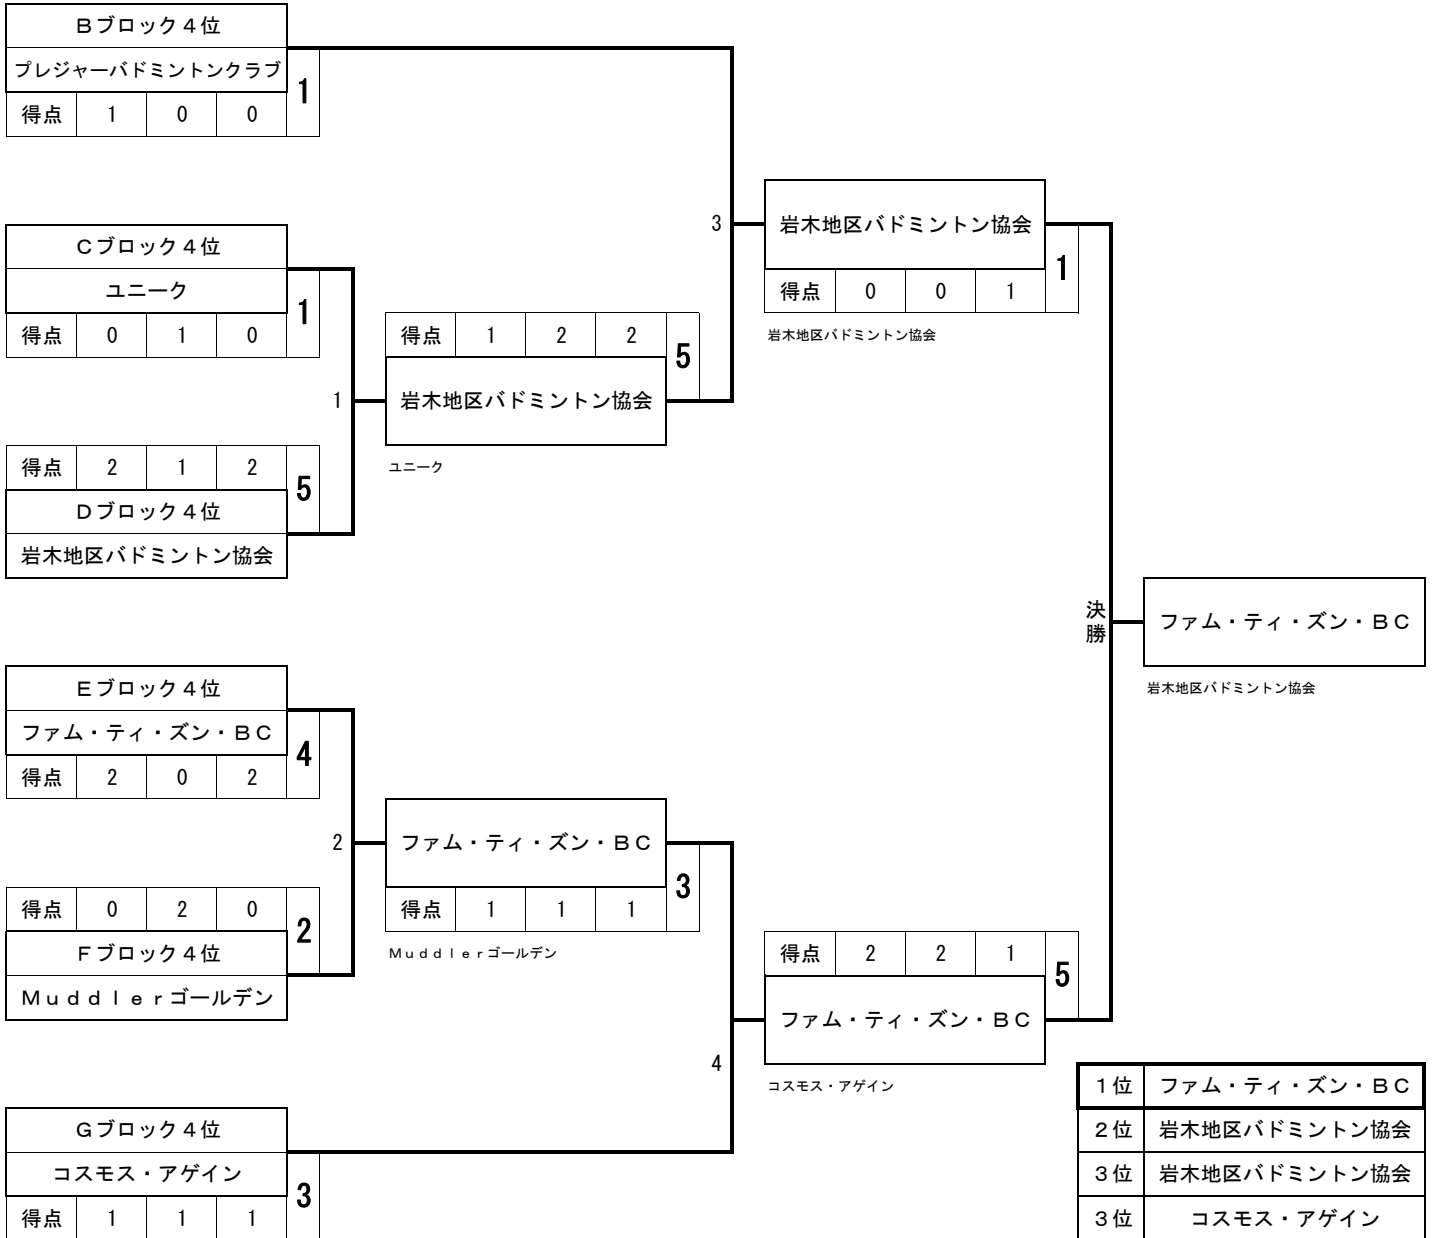 Ｂブロック４位
プレジャーバドミントンクラブ
得点 1 0 0 1
Ｃブロック４位
ユニーク
得点 0 1 0 1
1
得点 2 1 2 5
Ｄブロック４位
岩木地区バドミントン協会
得点 1 2 2 5
岩木地区バドミントン協会
ユニーク
3
岩木地区バドミントン協会
得点 0 0 1 1
岩木地区バドミントン協会
Ｅブロック４位
ファム・ティ・ズン・ＢＣ
得点 2 0 2 4
2
得点 0 2 0 2
Ｆブロック４位
Ｍｕｄｄｌｅｒゴールデン
ファム・ティ・ズン・ＢＣ
得点 1 1 1 3
Ｍｕｄｄｌｅｒゴールデン
4
Ｇブロック４位
コスモス・アゲイン
得点 1 1 1 3
得点 2 2 1 5
ファム・ティ・ズン・ＢＣ
コスモス・アゲイン
決勝
ファム・ティ・ズン・ＢＣ
岩木地区バドミントン協会
１位 ファム・ティ・ズン・ＢＣ
２位 岩木地区バドミントン協会
３位 岩木地区バドミントン協会
３位 コスモス・アゲイン